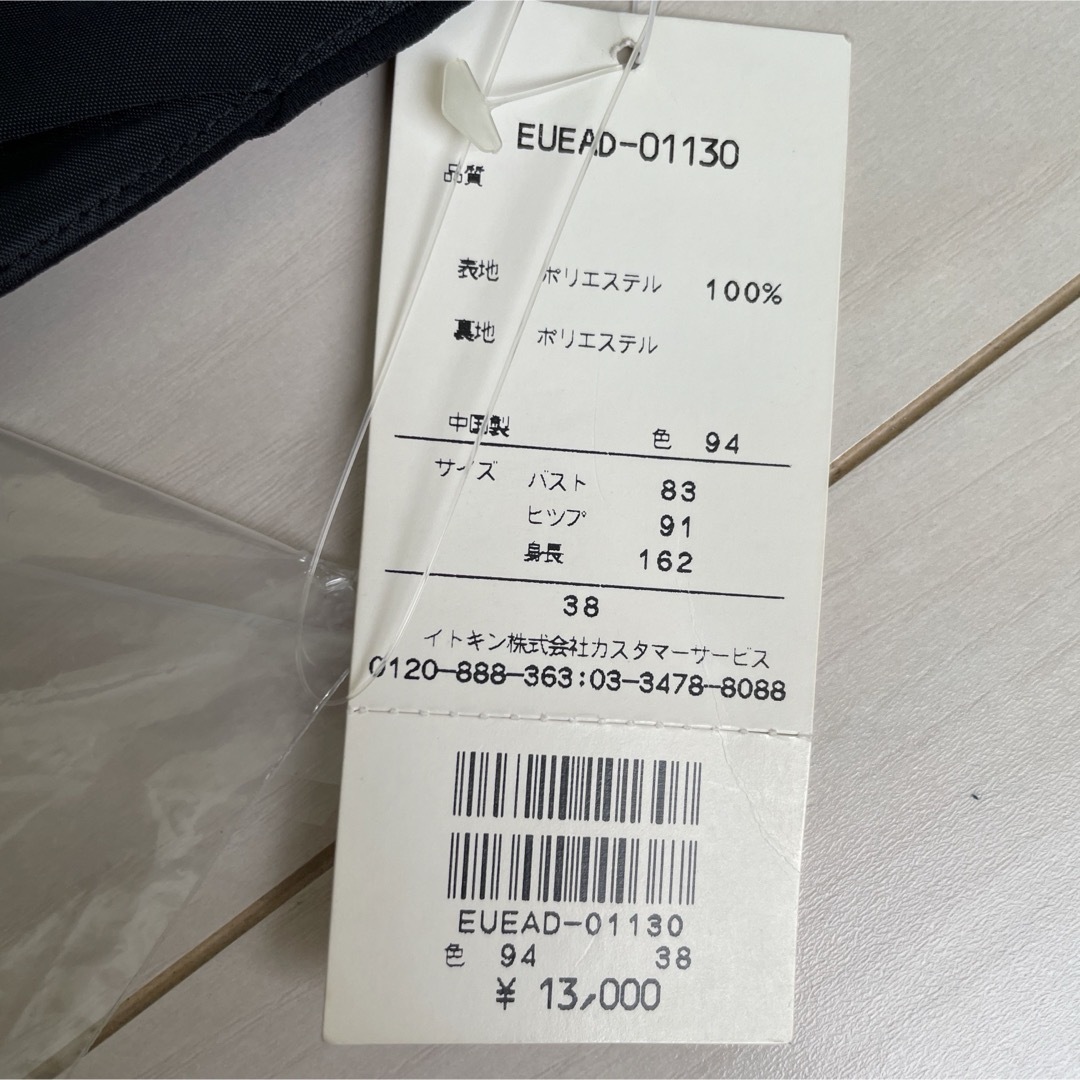 EUEAD-01130
品質
表地 ポリエステル 100%
裏地 ポリエステル
中国製 色 94
サイズ バスト 83
ヒップ 91
身長 162
38
イトキン株式会社カスタマーサービス
0120-888-363:03-3478-8088
EUEAD-01130
色 94 38
¥ 13,000